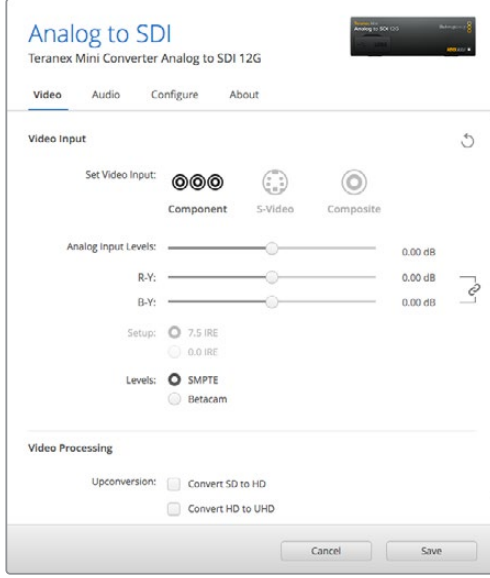 Analog to SDI
Teranex Mini Converter Analog to SDI 12G
Video Audio Configure About
Video Input
Set Video Input:
Component S-Video Composite
Analog Input Levels: 0.00 dB
R-Y: 0.00 dB
B-Y: 0.00 dB
Setup: 7.5 IRE
0.0 IRE
Levels: SMPTE
Betacam
Video Processing
Upconversion: Convert SD to HD
Convert HD to UHD
Cancel Save